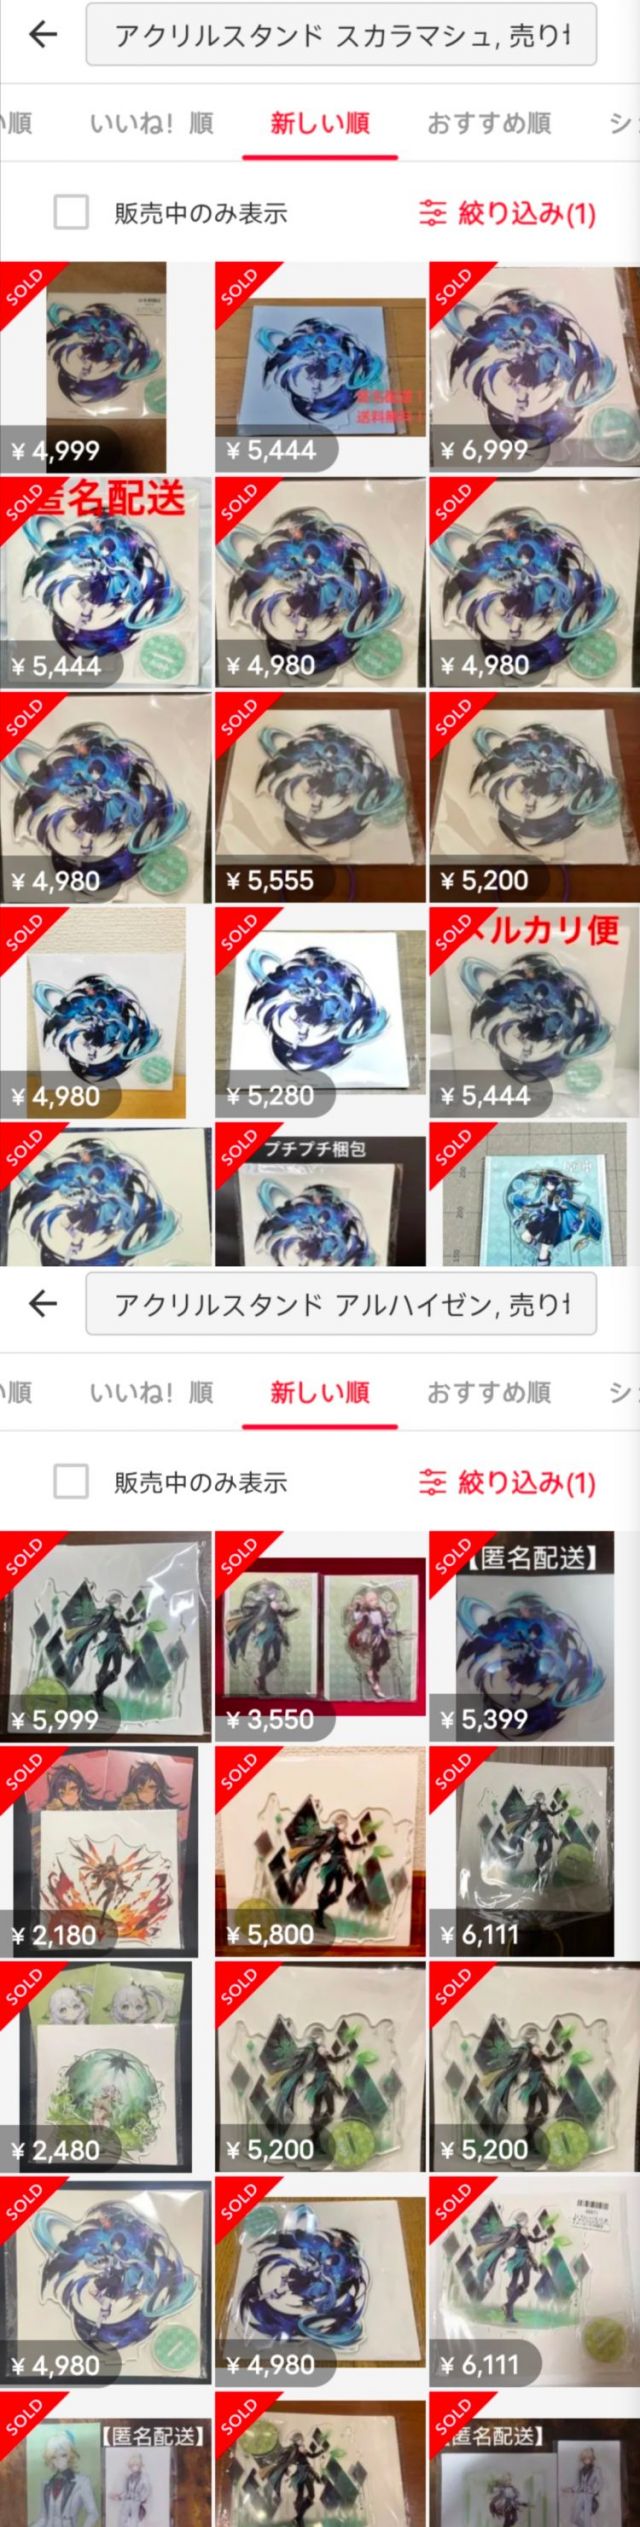 アクリルスタンド スカラマシュ, 売り
順 いいね！順 新しい順 おすすめ順 シ
販売中のみ表示 絞り込み(1)
SOLD SOLD SOLD
¥ 4,999 ¥ 5,444 ¥ 6,999
SOLD SOLD SOLD
匿名配送
¥ 5,444 ¥ 4,980 ¥ 4,980
SOLD SOLD SOLD
¥ 4,980 ¥ 5,555 ¥ 5,200
SOLD SOLD SOLD
メルカリ便
¥ 4,980 ¥ 5,280 ¥ 5,444
SOLD SOLD SOLD
プチプチ梱包
アクリルスタンド アルハイゼン, 売り
順 いいね！順 新しい順 おすすめ順 シ
販売中のみ表示 絞り込み(1)
SOLD SOLD SOLD
【匿名配送】
¥ 5,999 ¥ 3,550 ¥ 5,399
SOLD SOLD SOLD
¥ 2,180 ¥ 5,800 ¥ 6,111
SOLD SOLD SOLD
¥ 2,480 ¥ 5,200 ¥ 5,200
SOLD SOLD SOLD
¥ 4,980 ¥ 4,980 ¥ 6,111
SOLD SOLD SOLD
【匿名配送】 【匿名配送】